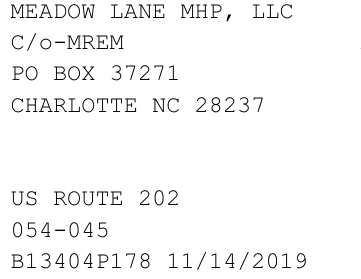 MEADOW LANE MHP, LLC
C/o-MREM
PO BOX 37271
CHARLOTTE NC 28237
US ROUTE 202
054-045
B13404P178 11/14/2019